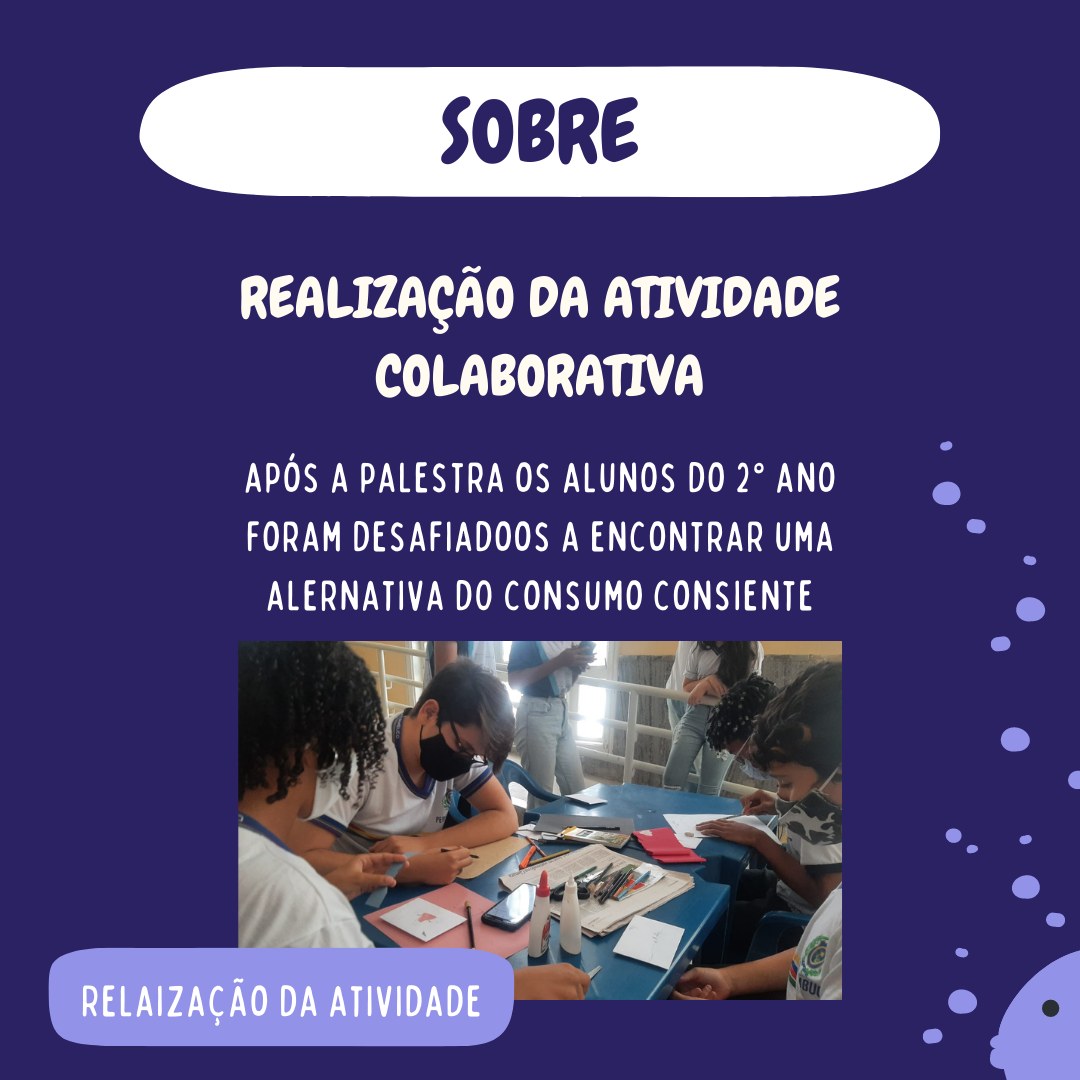 SOBRE
REALIZAÇÃO DA ATIVIDADE
COLABORATIVA
APÓS A PALESTRA OS ALUNOS DO 2° ANO
FORAM DESAFIADOOS A ENCONTRAR UMA
ALERNATIVA DO CONSUMO CONSIENTE
RELAIZAÇÃO DA ATIVIDADE